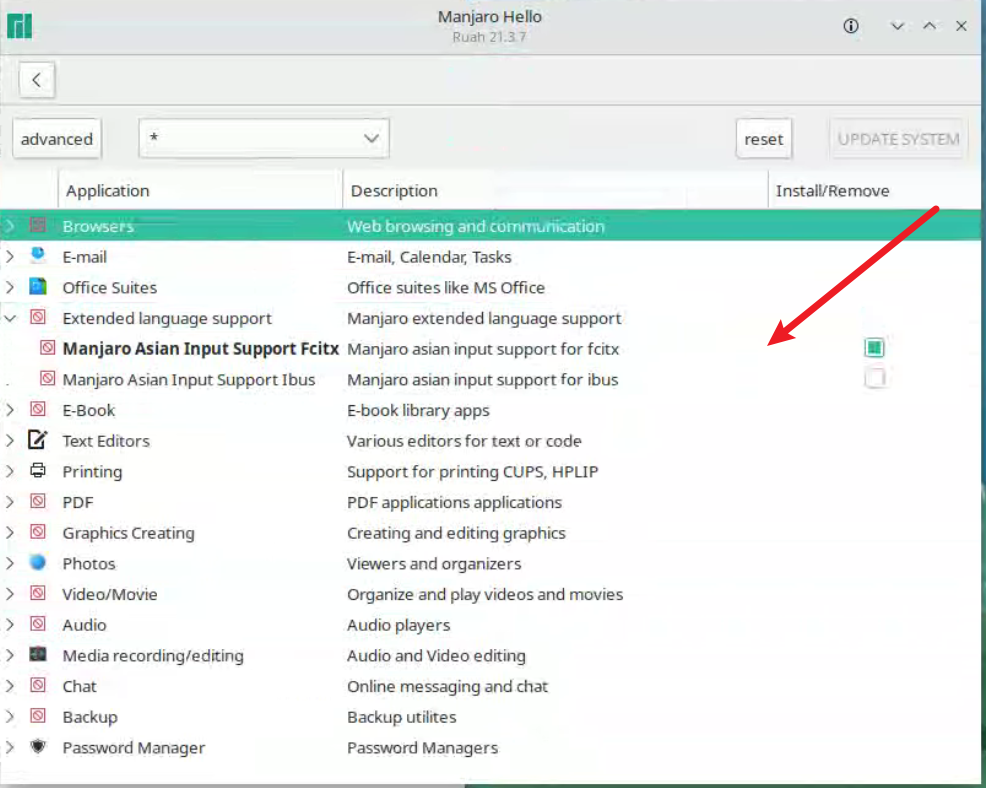 Manjaro Hello
Ruah 21.3.7
advanced * reset UPDATE SYSTEM
Application Description Install/Remove
Browsers Web browsing and communication
E-mail E-mail, Calendar, Tasks
Office Suites Office suites like MS Office
Extended language support Manjaro extended language support
Manjaro Asian Input Support Fcitx Manjaro asian input support for fcitx
Manjaro Asian Input Support Ibus Manjaro asian input support for ibus
E-Book E-book library apps
Text Editors Various editors for text or code
Printing Support for printing CUPS, HPLIP
PDF PDF applications applications
Graphics Creating Creating and editing graphics
Photos Viewers and organizers
Video/Movie Organize and play videos and movies
Audio Audio players
Media recording/editing Audio and Video editing
Chat Online messaging and chat
Backup Backup utilites
Password Manager Password Managers